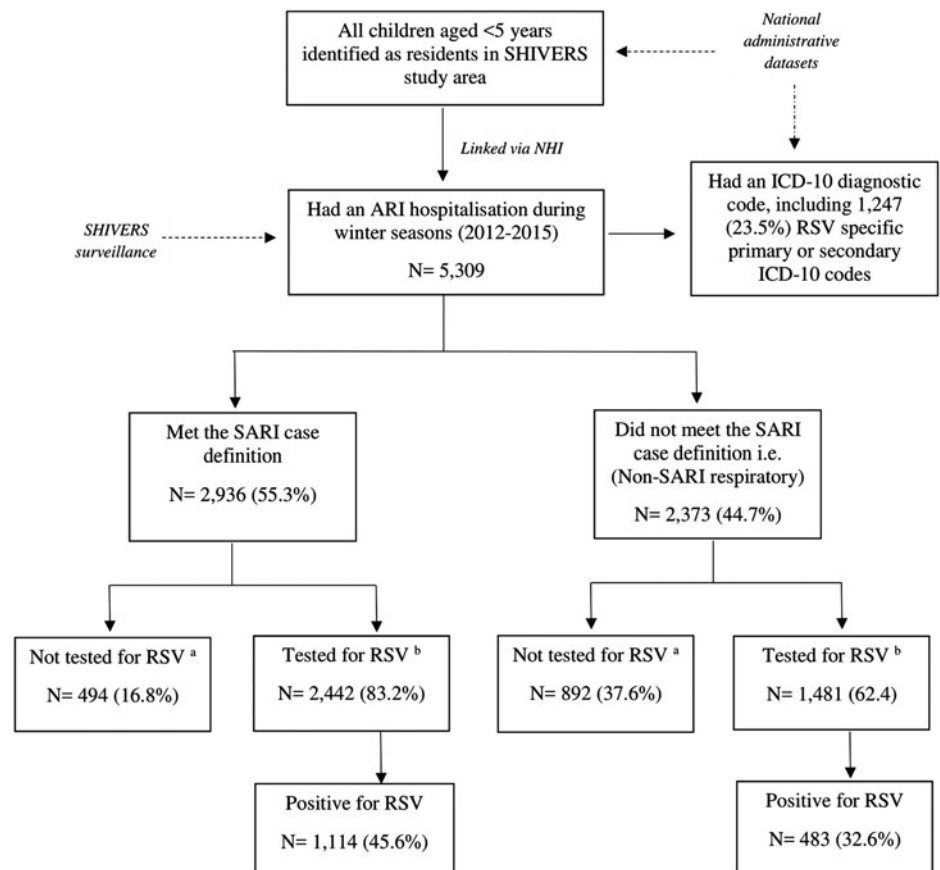 All children aged <5 years
identified as residents in SHIVERS
study area
National
administrative
datasets
Linked via NHI
SHIVERS
surveillance
Had an ARI hospitalisation during
winter seasons (2012-2015)
N= 5,309
Had an ICD-10 diagnostic
code, including 1,247
(23.5%) RSV specific
primary or secondary
ICD-10 codes
Met the SARI case
definition
N= 2,936 (55.3%)
Did not meet the SARI
case definition i.e.
(Non-SARI respiratory)
N= 2,373 (44.7%)
Not tested for RSV ᵃ
N= 494 (16.8%)
Tested for RSV ᵇ
N= 2,442 (83.2%)
Not tested for RSV ᵃ
N= 892 (37.6%)
Tested for RSV ᵇ
N= 1,481 (62.4)
Positive for RSV
N= 1,114 (45.6%)
Positive for RSV
N= 483 (32.6%)